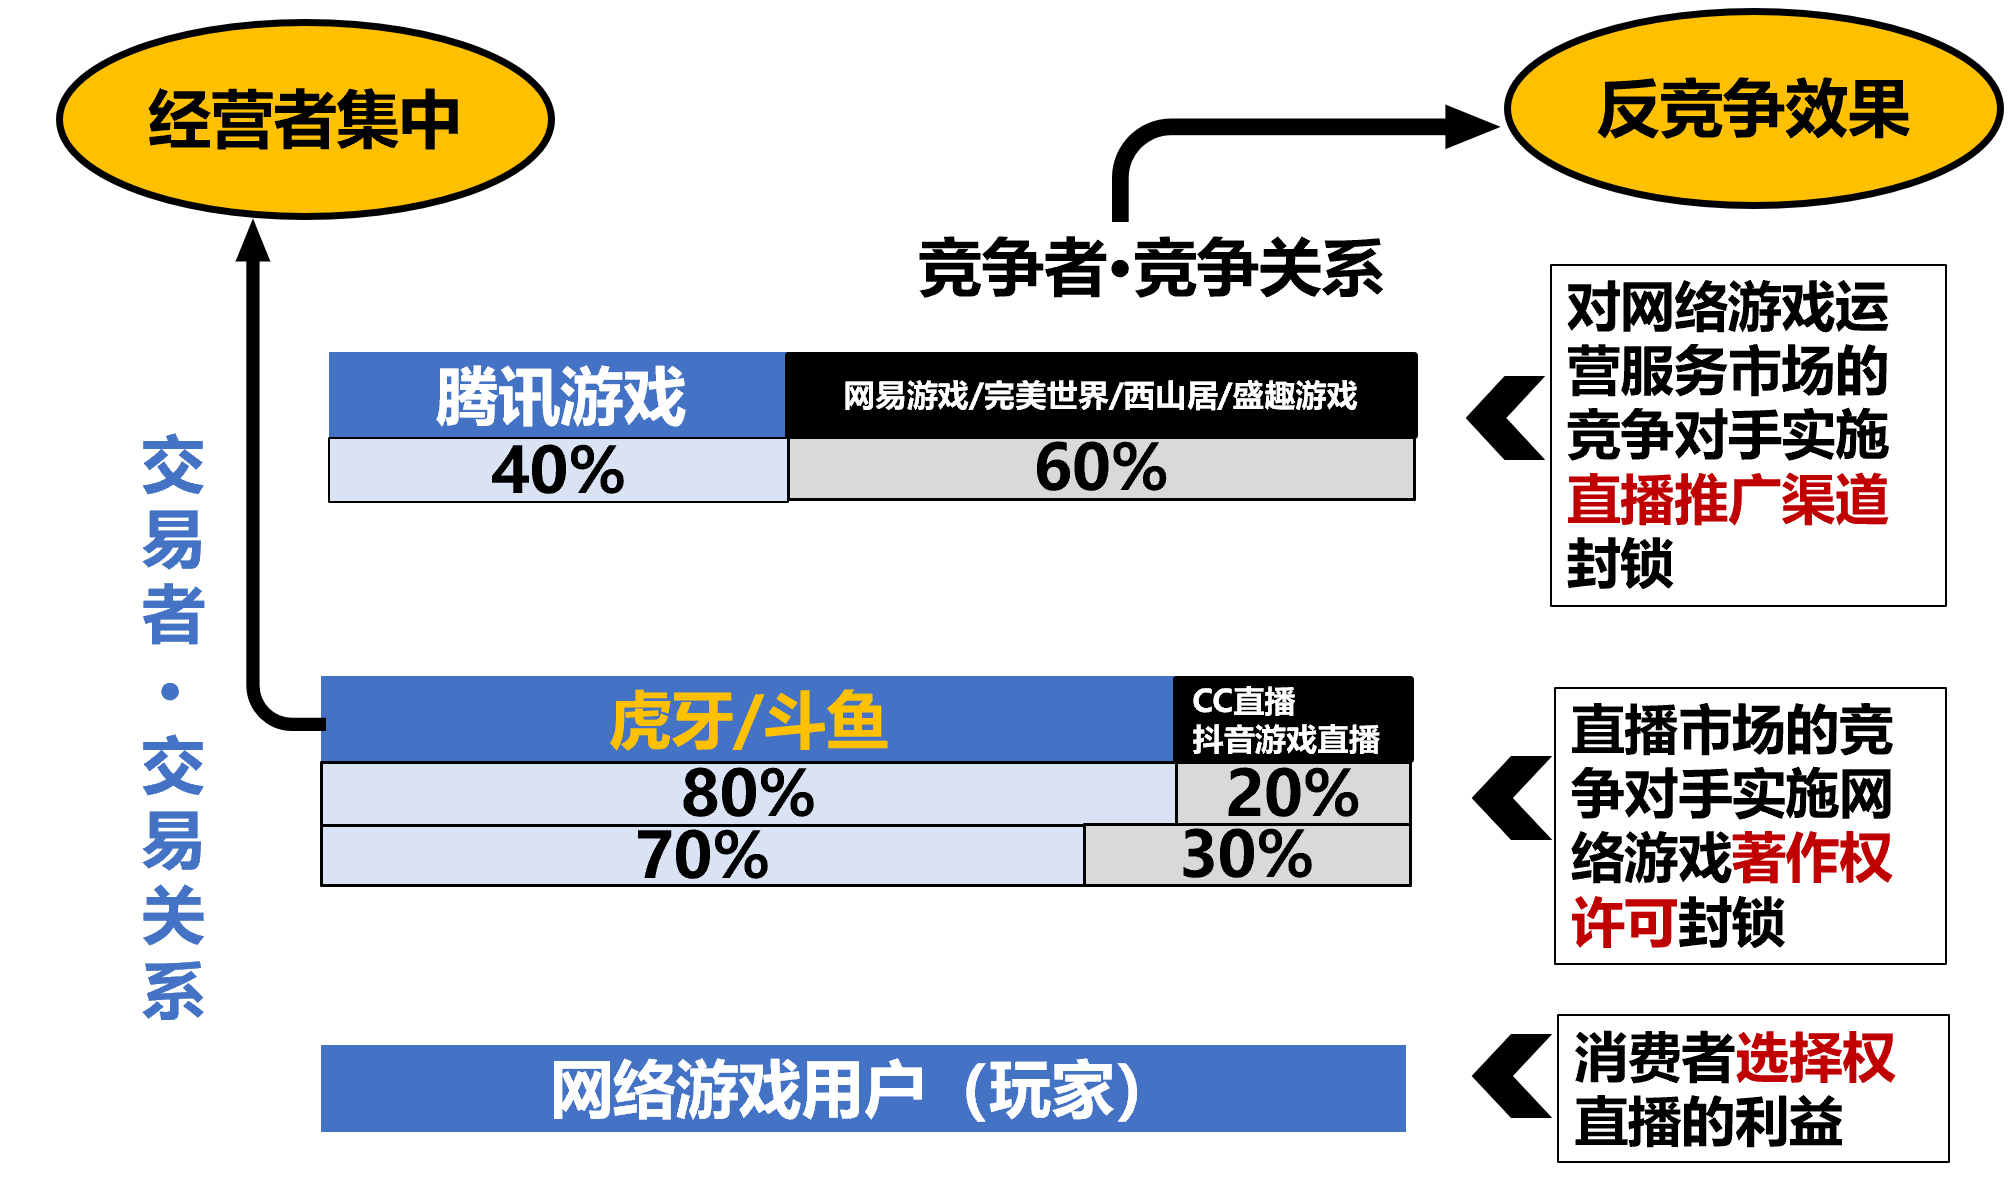 经营者集中
反竞争效果
竞争者·竞争关系
交易者·交易关系
腾讯游戏
网易游戏/完美世界/西山居/盛趣游戏
40%
60%
对网络游戏运
营服务市场的
竞争对手实施
直播推广渠道
封锁
虎牙/斗鱼
CC直播
抖音游戏直播
80%
20%
70%
30%
直播市场的竞
争对手实施网
络游戏著作权
许可封锁
网络游戏用户（玩家）
消费者选择权
直播的利益